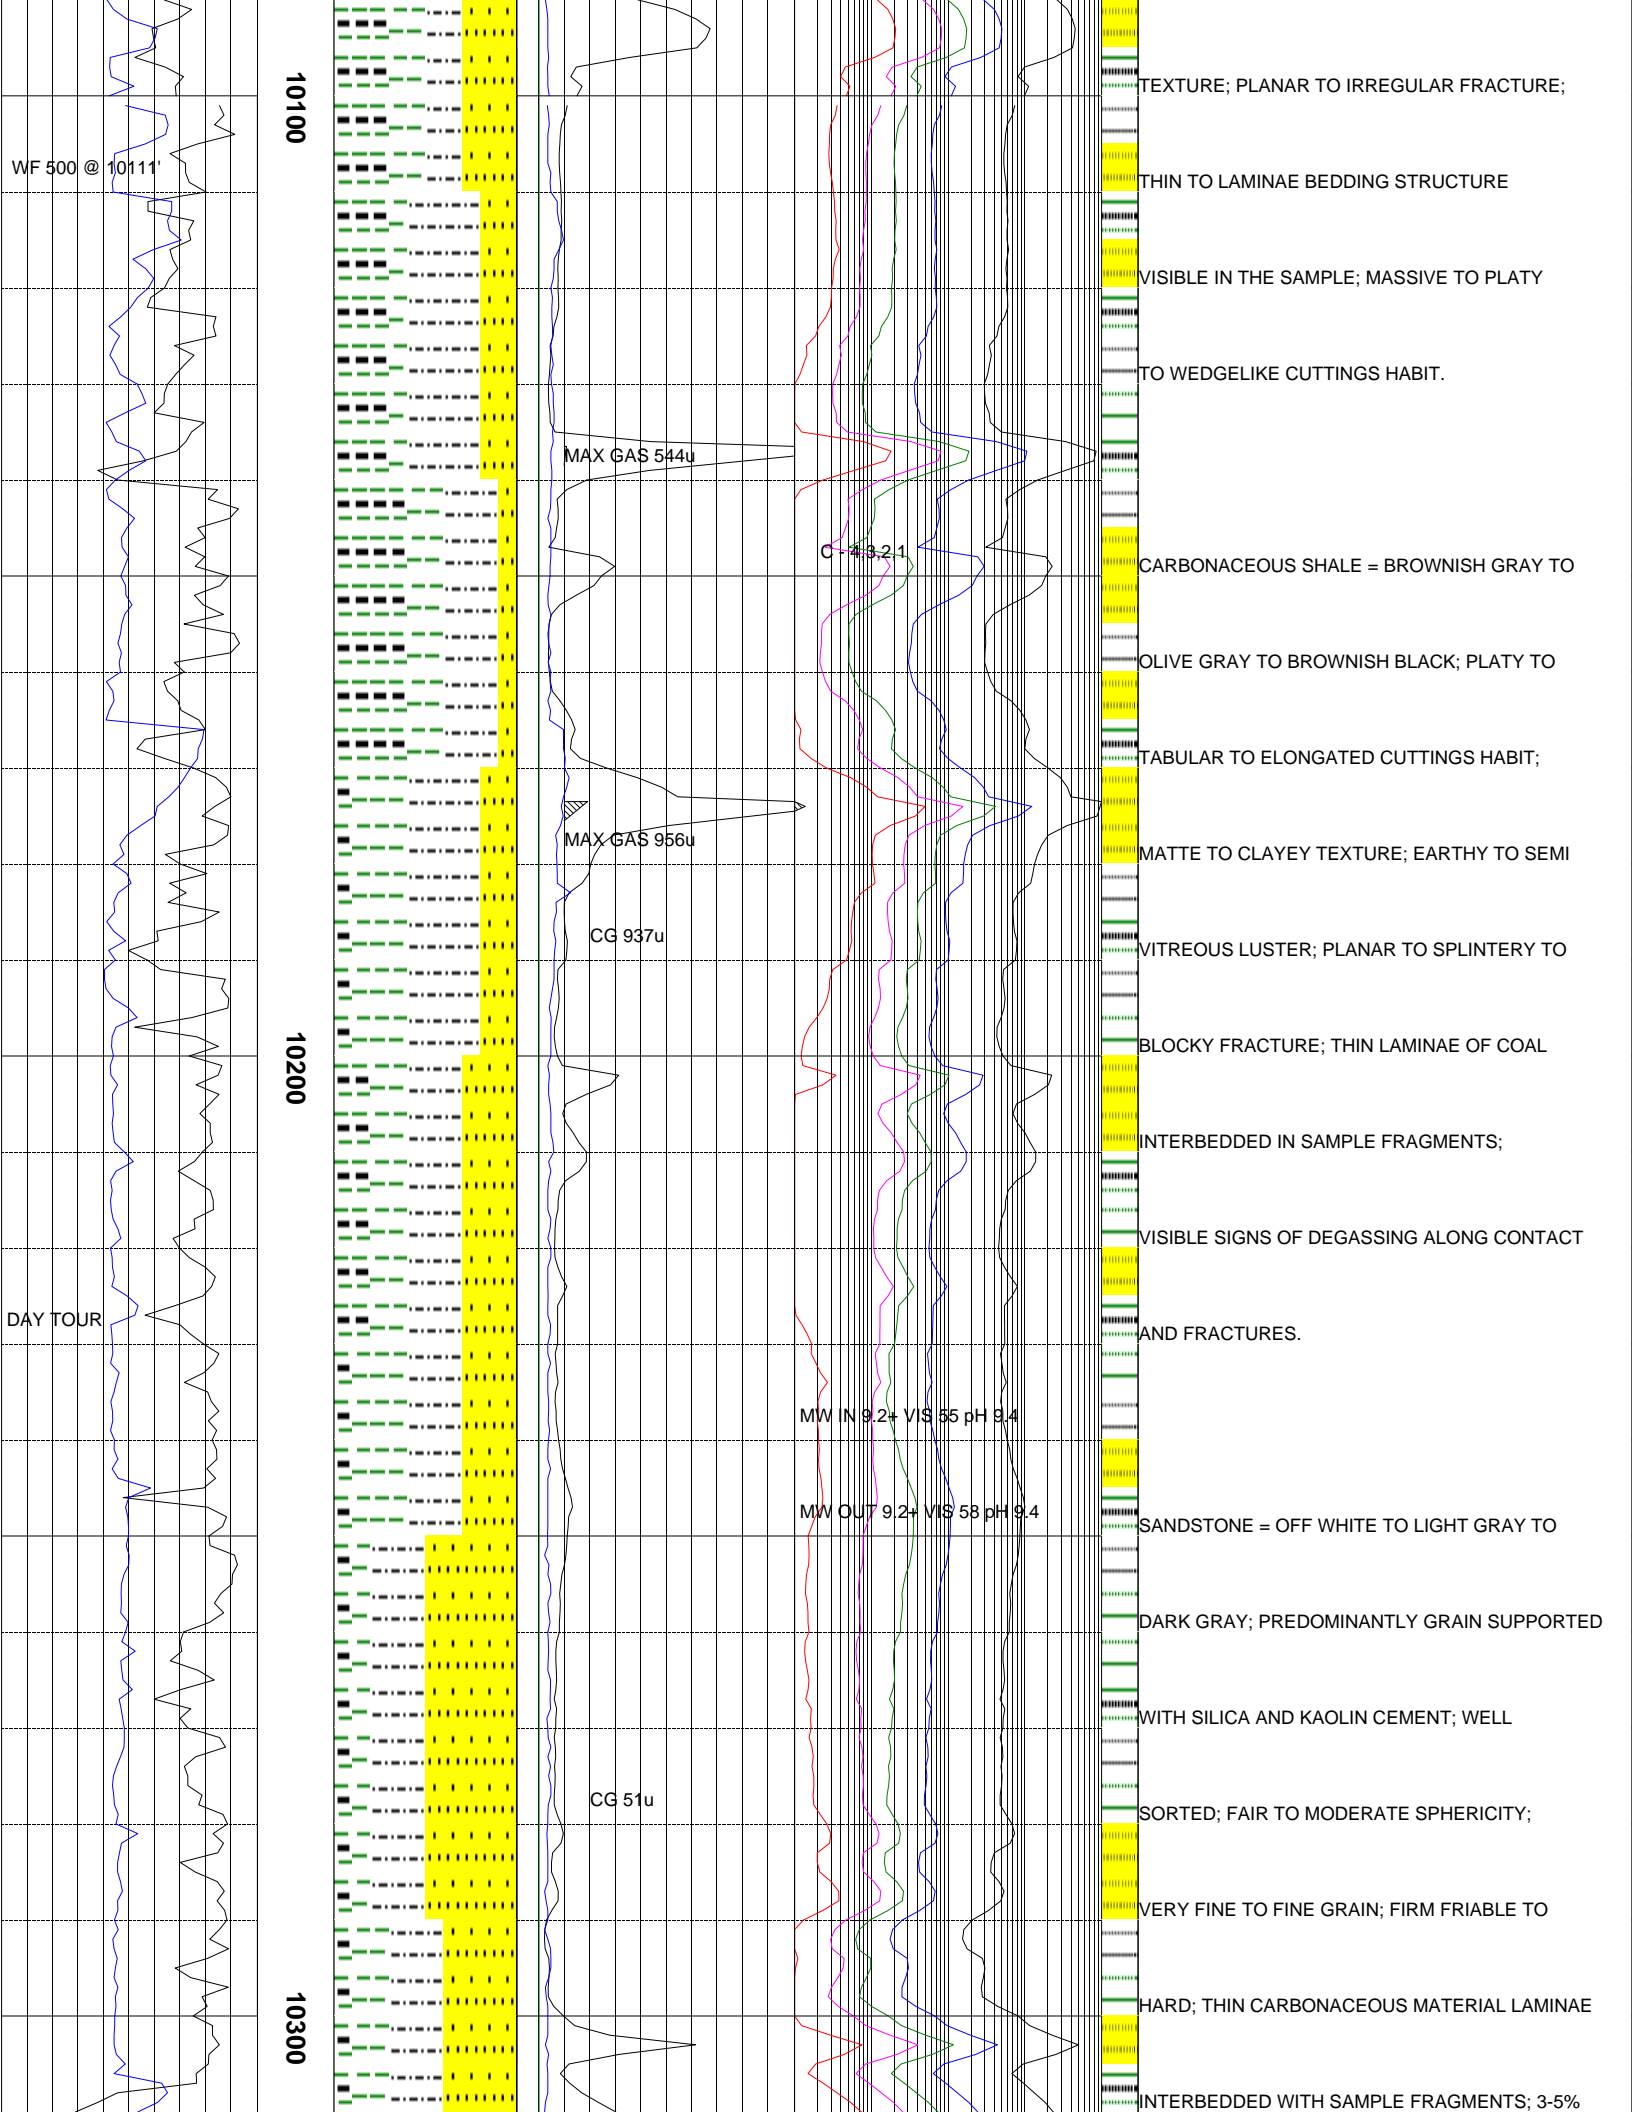 10100
TEXTURE; PLANAR TO IRREGULAR FRACTURE;
WF 500 @ 10111'
THIN TO LAMINAE BEDDING STRUCTURE
VISIBLE IN THE SAMPLE; MASSIVE TO PLATY
TO WEDGELIKE CUTTINGS HABIT.
MAX GAS 544u
C - 4,3,2,1
CARBONACEOUS SHALE = BROWNISH GRAY TO
OLIVE GRAY TO BROWNISH BLACK; PLATY TO
TABULAR TO ELONGATED CUTTINGS HABIT;
MAX GAS 956u
MATTE TO CLAYEY TEXTURE; EARTHY TO SEMI
CG 937u
VITREOUS LUSTER; PLANAR TO SPLINTERY TO
10200
BLOCKY FRACTURE; THIN LAMINAE OF COAL
INTERBEDDED IN SAMPLE FRAGMENTS;
VISIBLE SIGNS OF DEGASSING ALONG CONTACT
DAY TOUR
AND FRACTURES.
MW IN 9.2+ VIS 55 pH 9.4
MW OUT 9.2+ VIS 58 pH 9.4
SANDSTONE = OFF WHITE TO LIGHT GRAY TO
DARK GRAY; PREDOMINANTLY GRAIN SUPPORTED
WITH SILICA AND KAOLIN CEMENT; WELL
CG 51u
SORTED; FAIR TO MODERATE SPHERICITY;
VERY FINE TO FINE GRAIN; FIRM FRIABLE TO
10300
HARD; THIN CARBONACEOUS MATERIAL LAMINAE
INTERBEDDED WITH SAMPLE FRAGMENTS; 3-5%